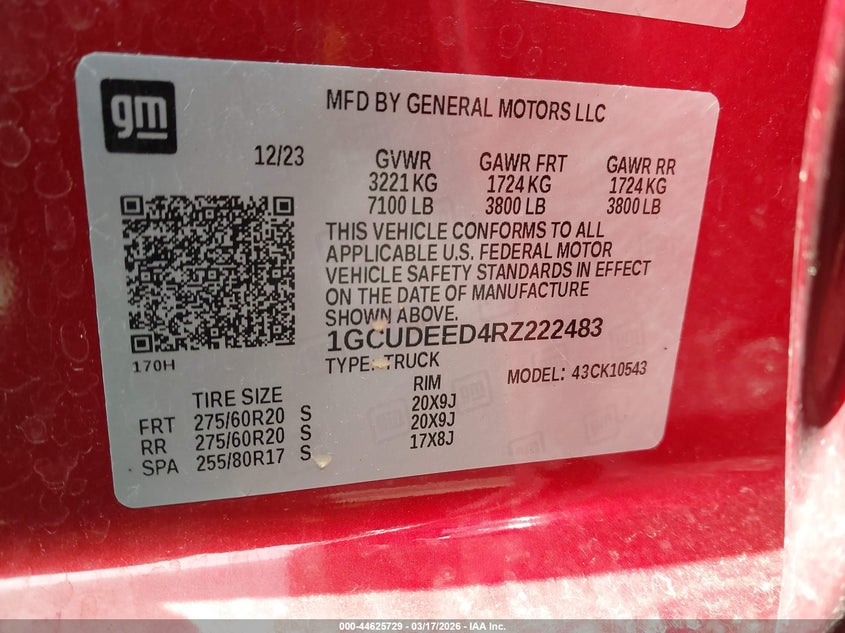 gm
MFD BY GENERAL MOTORS LLC
12/23 GVWR GAWR FRT GAWR RR
3221 KG 1724 KG 1724 KG
7100 LB 3800 LB 3800 LB
THIS VEHICLE CONFORMS TO ALL
APPLICABLE U.S. FEDERAL MOTOR
VEHICLE SAFETY STANDARDS IN EFFECT
ON THE DATE OF MANUFACTURE
SHOWN ABOVE.
1GCUDEED4RZ222483
170H
TYPE: TRUCK
MODEL: 43CK10543
TIRE SIZE RIM
FRT 275/60R20 S 20X9J
RR 275/60R20 S 20X9J
SPA 255/80R17 S 17X8J
000-44625729 — 03/17/2026 — IAA Inc.